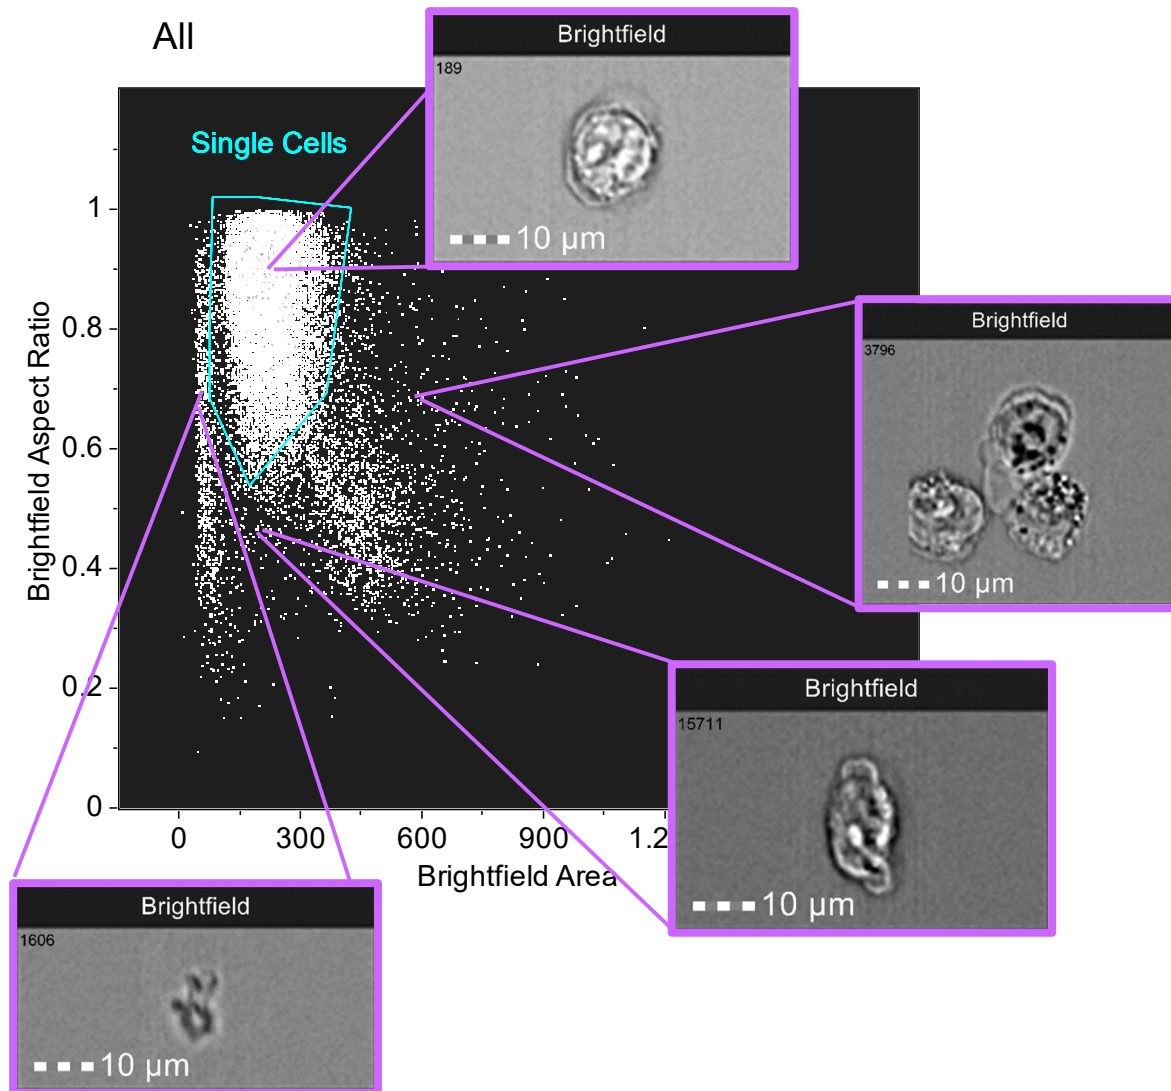 All
Brightfield
189
10 µm
Single Cells
1
0.8
0.6
0.4
0.2
0
Brightfield Aspect Ratio
0
300
600
900
1.2
Brightfield Area
Brightfield
3796
10 µm
Brightfield
15711
10 µm
Brightfield
1606
10 µm